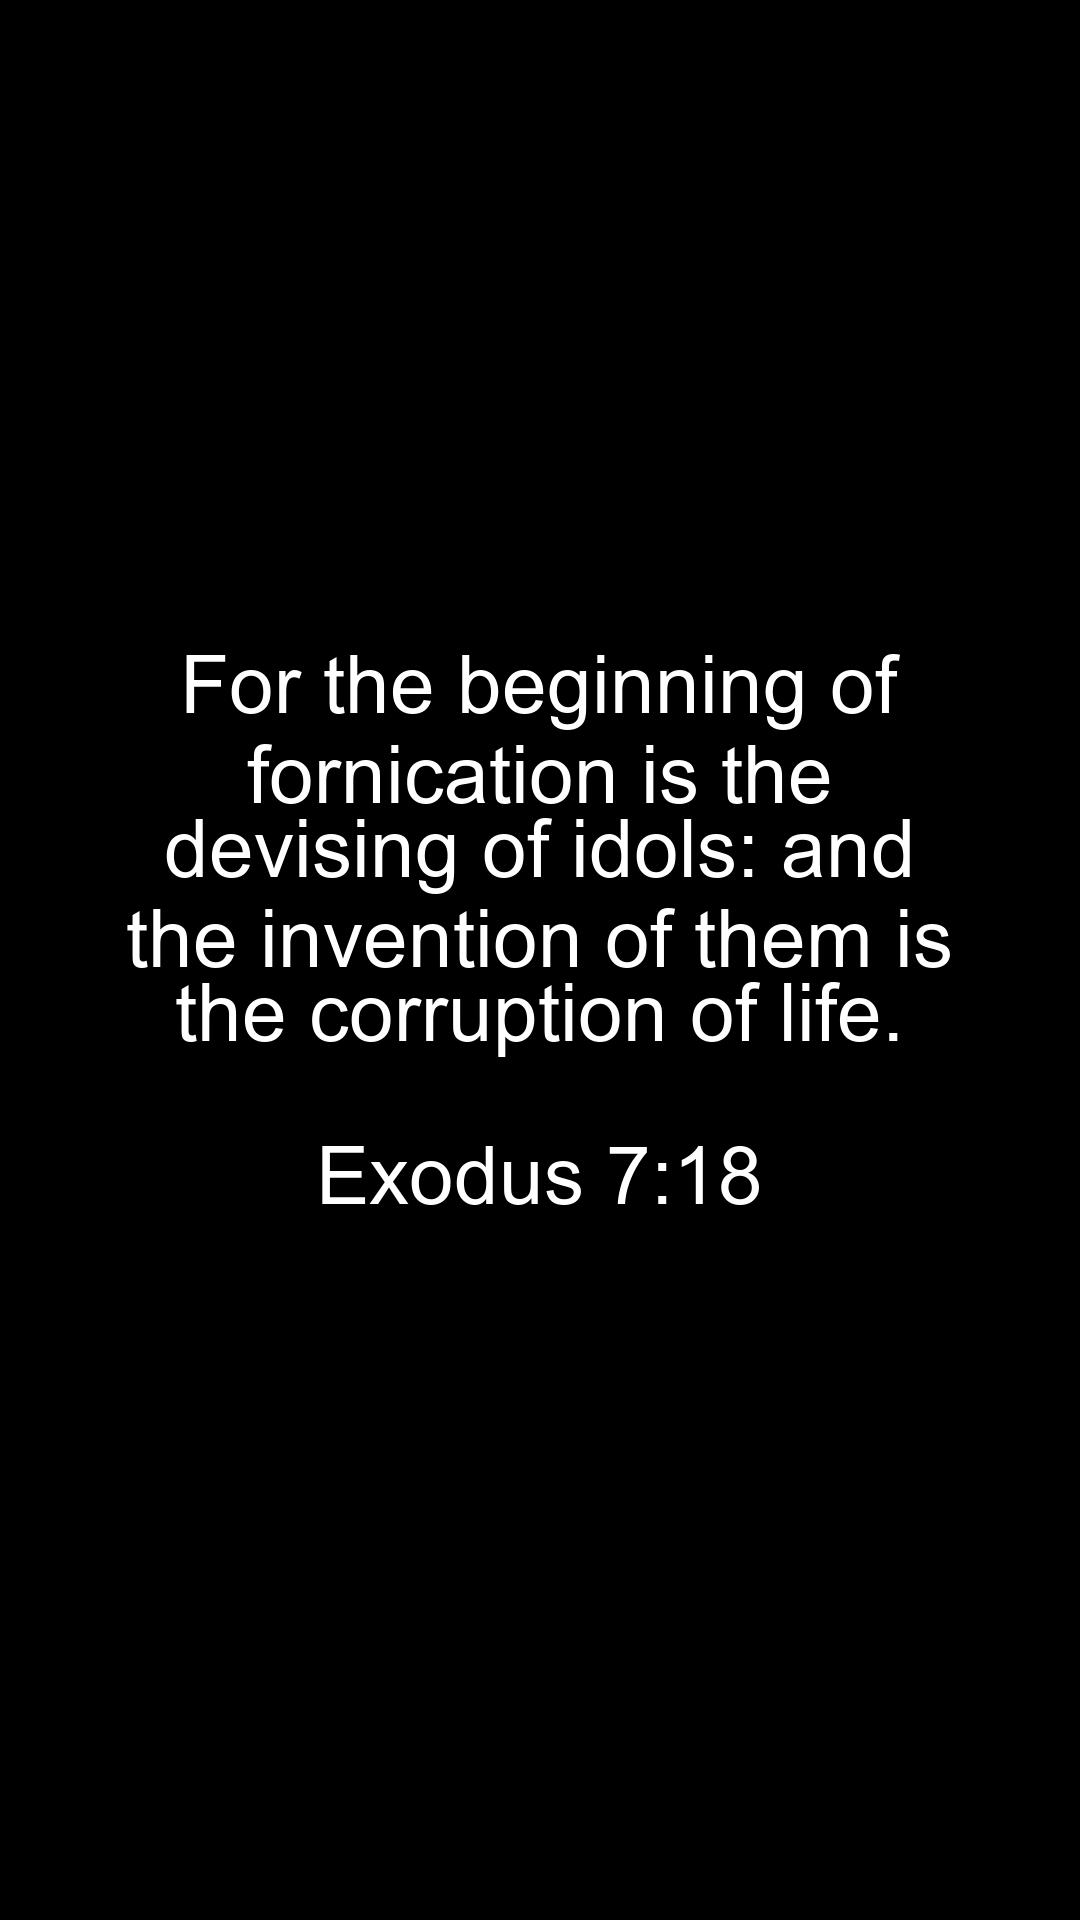 For the beginning of
fornication is the
devising of idols: and
the invention of them is
the corruption of life.
Exodus 7:18